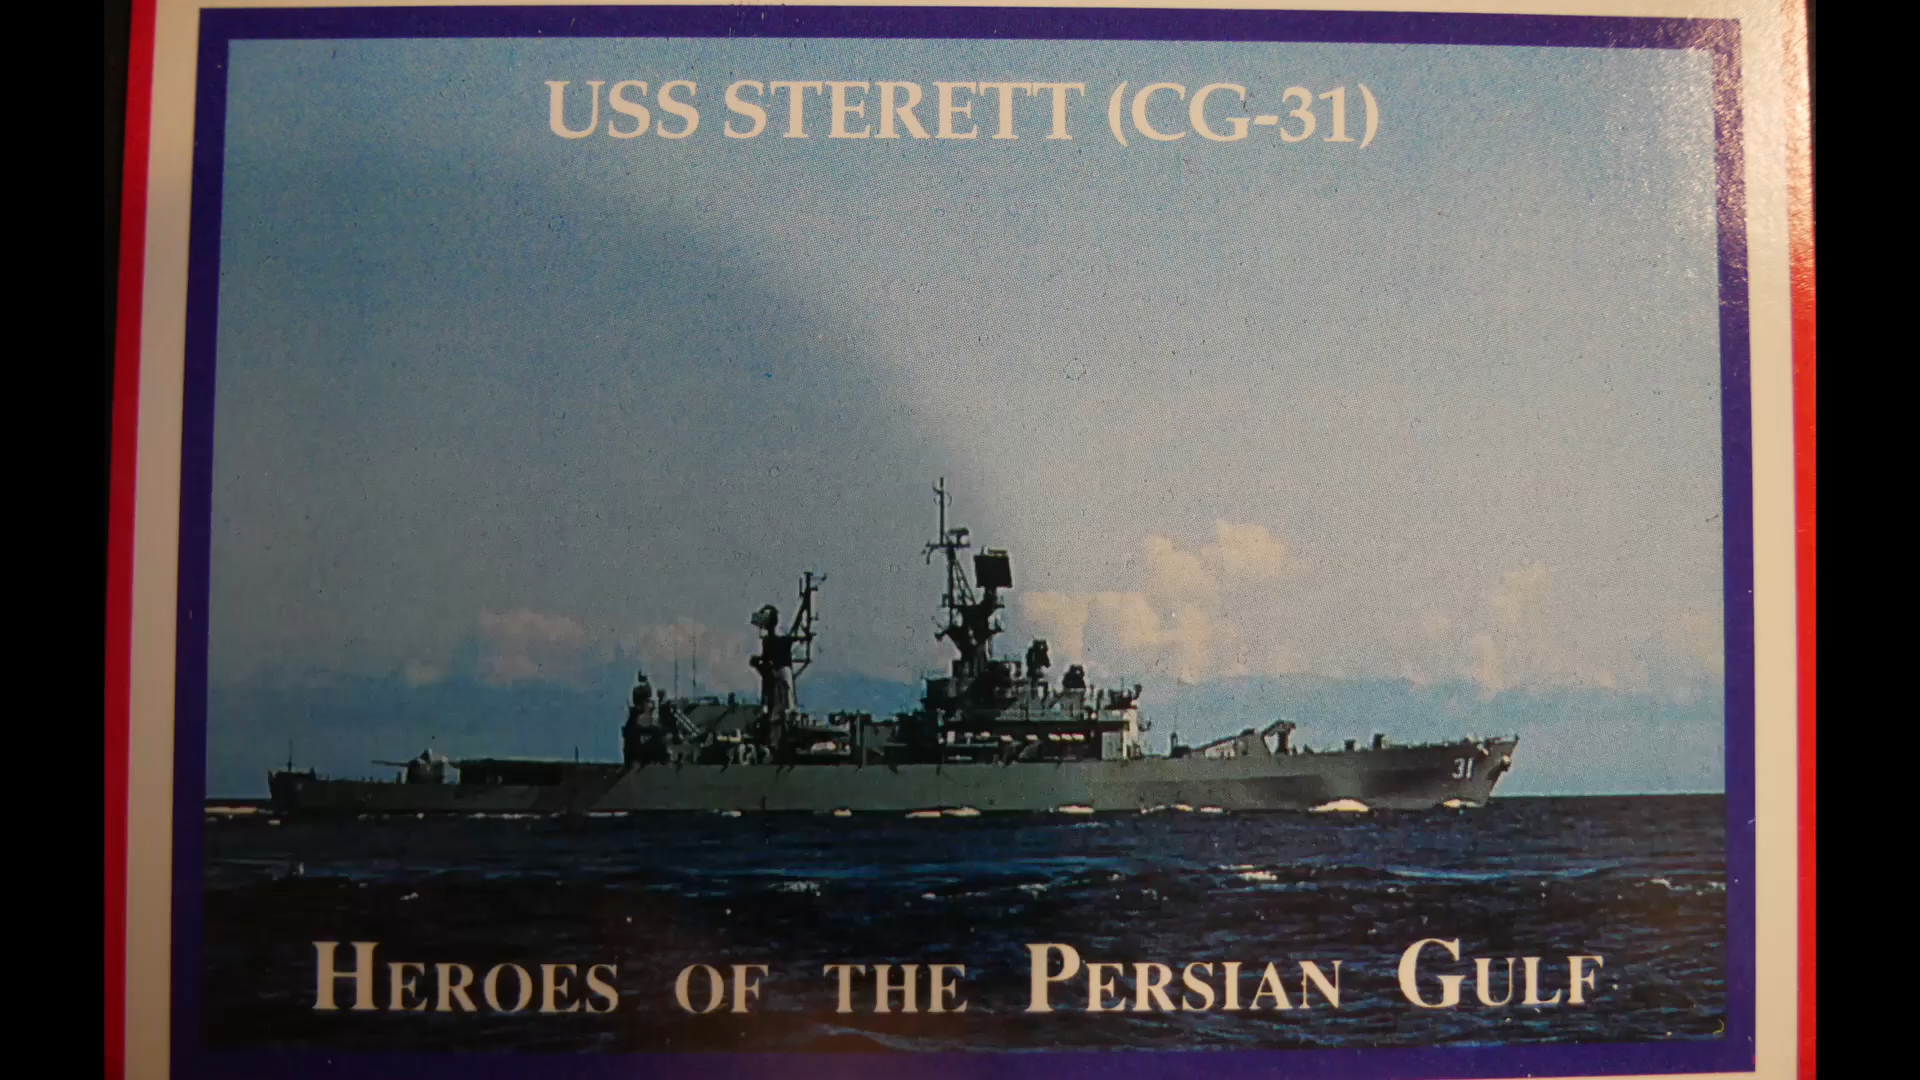 USS STERETT (CG-31)
31
HEROES OF THE PERSIAN GULF